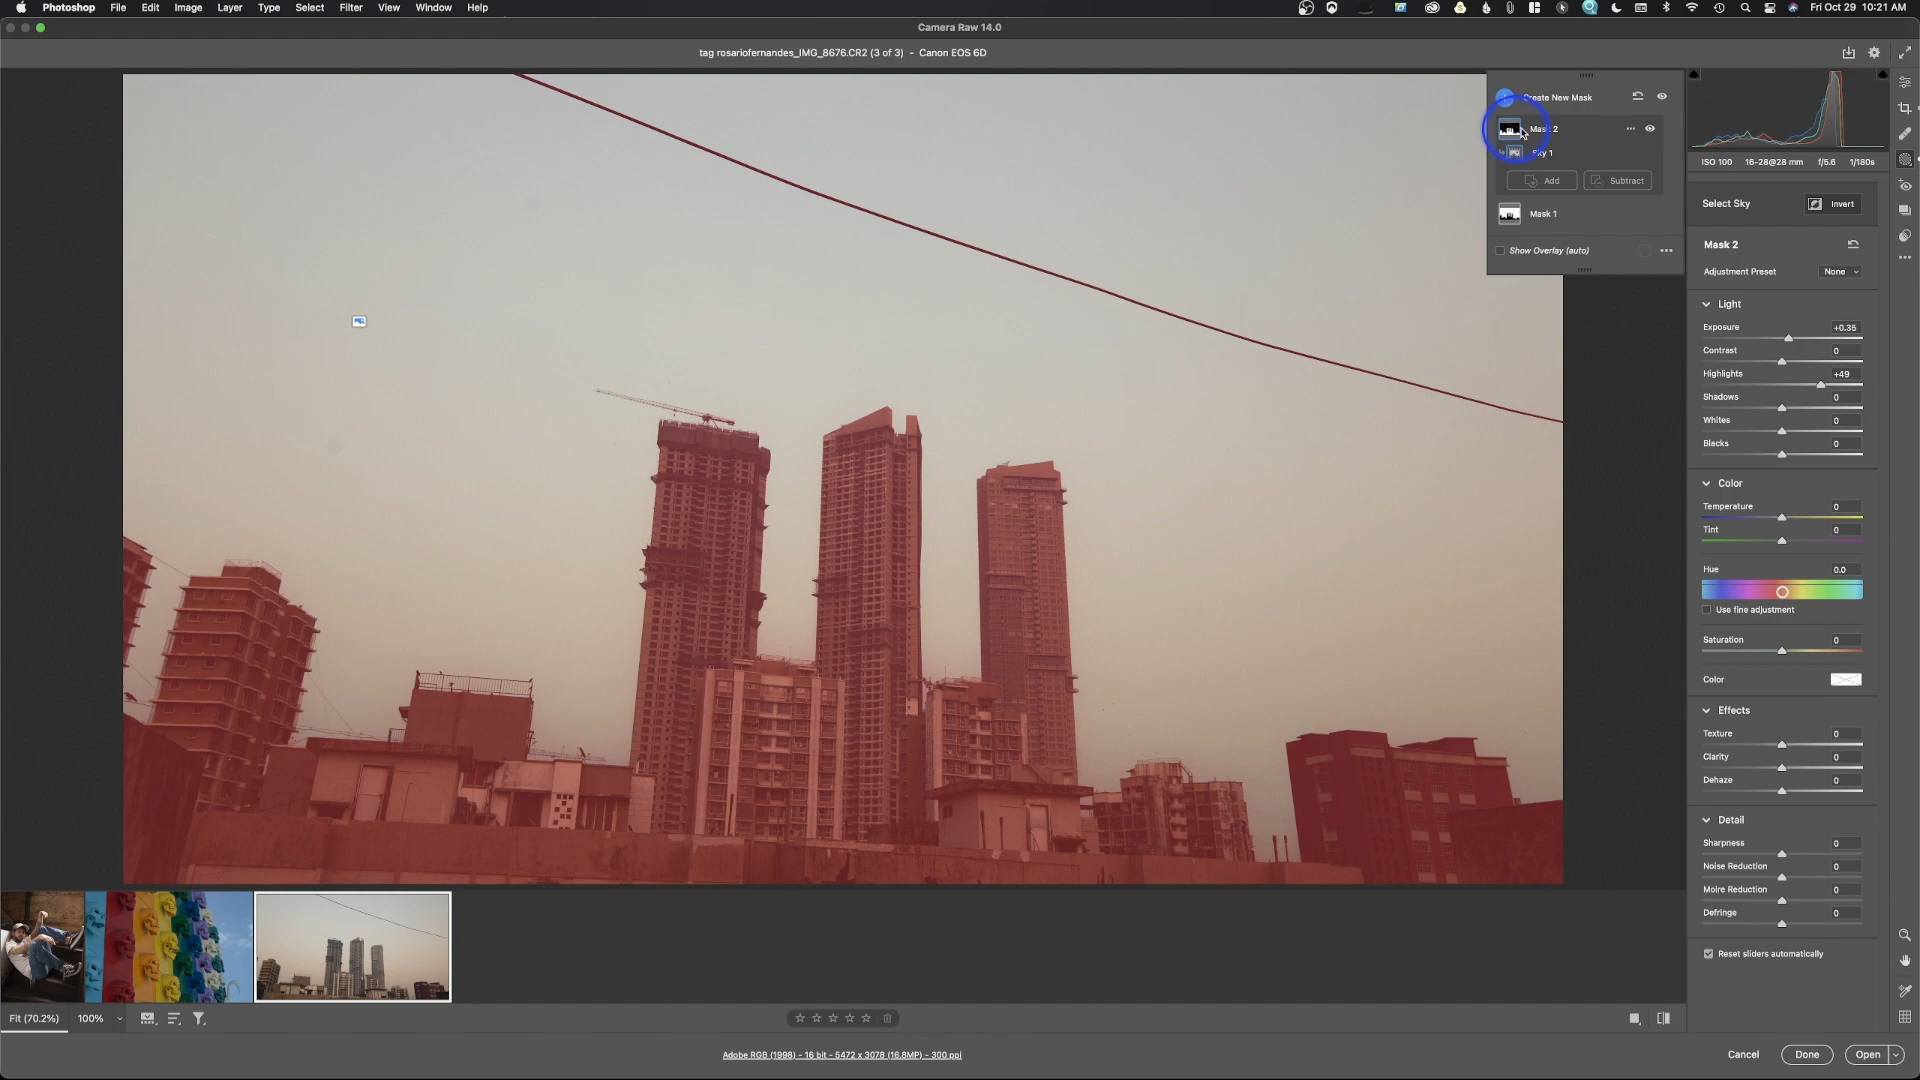 Photoshop File Edit Image Layer Type Select Filter View Window Help Fri Oct 29 10:21 AM
Camera Raw 14.0
tag rosariofernandes_IMG_8676.CR2 (3 of 3) - Canon EOS 6D
Create New Mask
Mask 2
Sky 1
Add Subtract
Mask 1
Show Overlay (auto)
ISO 100 16-28@28 mm f/5.6 1/180s
Select Sky Invert
Mask 2
Adjustment Preset None
Light
Exposure +0.35
Contrast 0
Highlights +49
Shadows 0
Whites 0
Blacks 0
Color
Temperature 0
Tint 0
Hue 0.0
Use fine adjustment
Saturation 0
Color
Effects
Texture 0
Clarity 0
Dehaze 0
Detail
Sharpness 0
Noise Reduction 0
Moire Reduction 0
Defringe 0
Reset sliders automatically
Fit (70.2%) 100%
Adobe RGB (1998) - 16 bit - 5472 x 3078 (16.8MP) - 300 ppi
Cancel Done Open